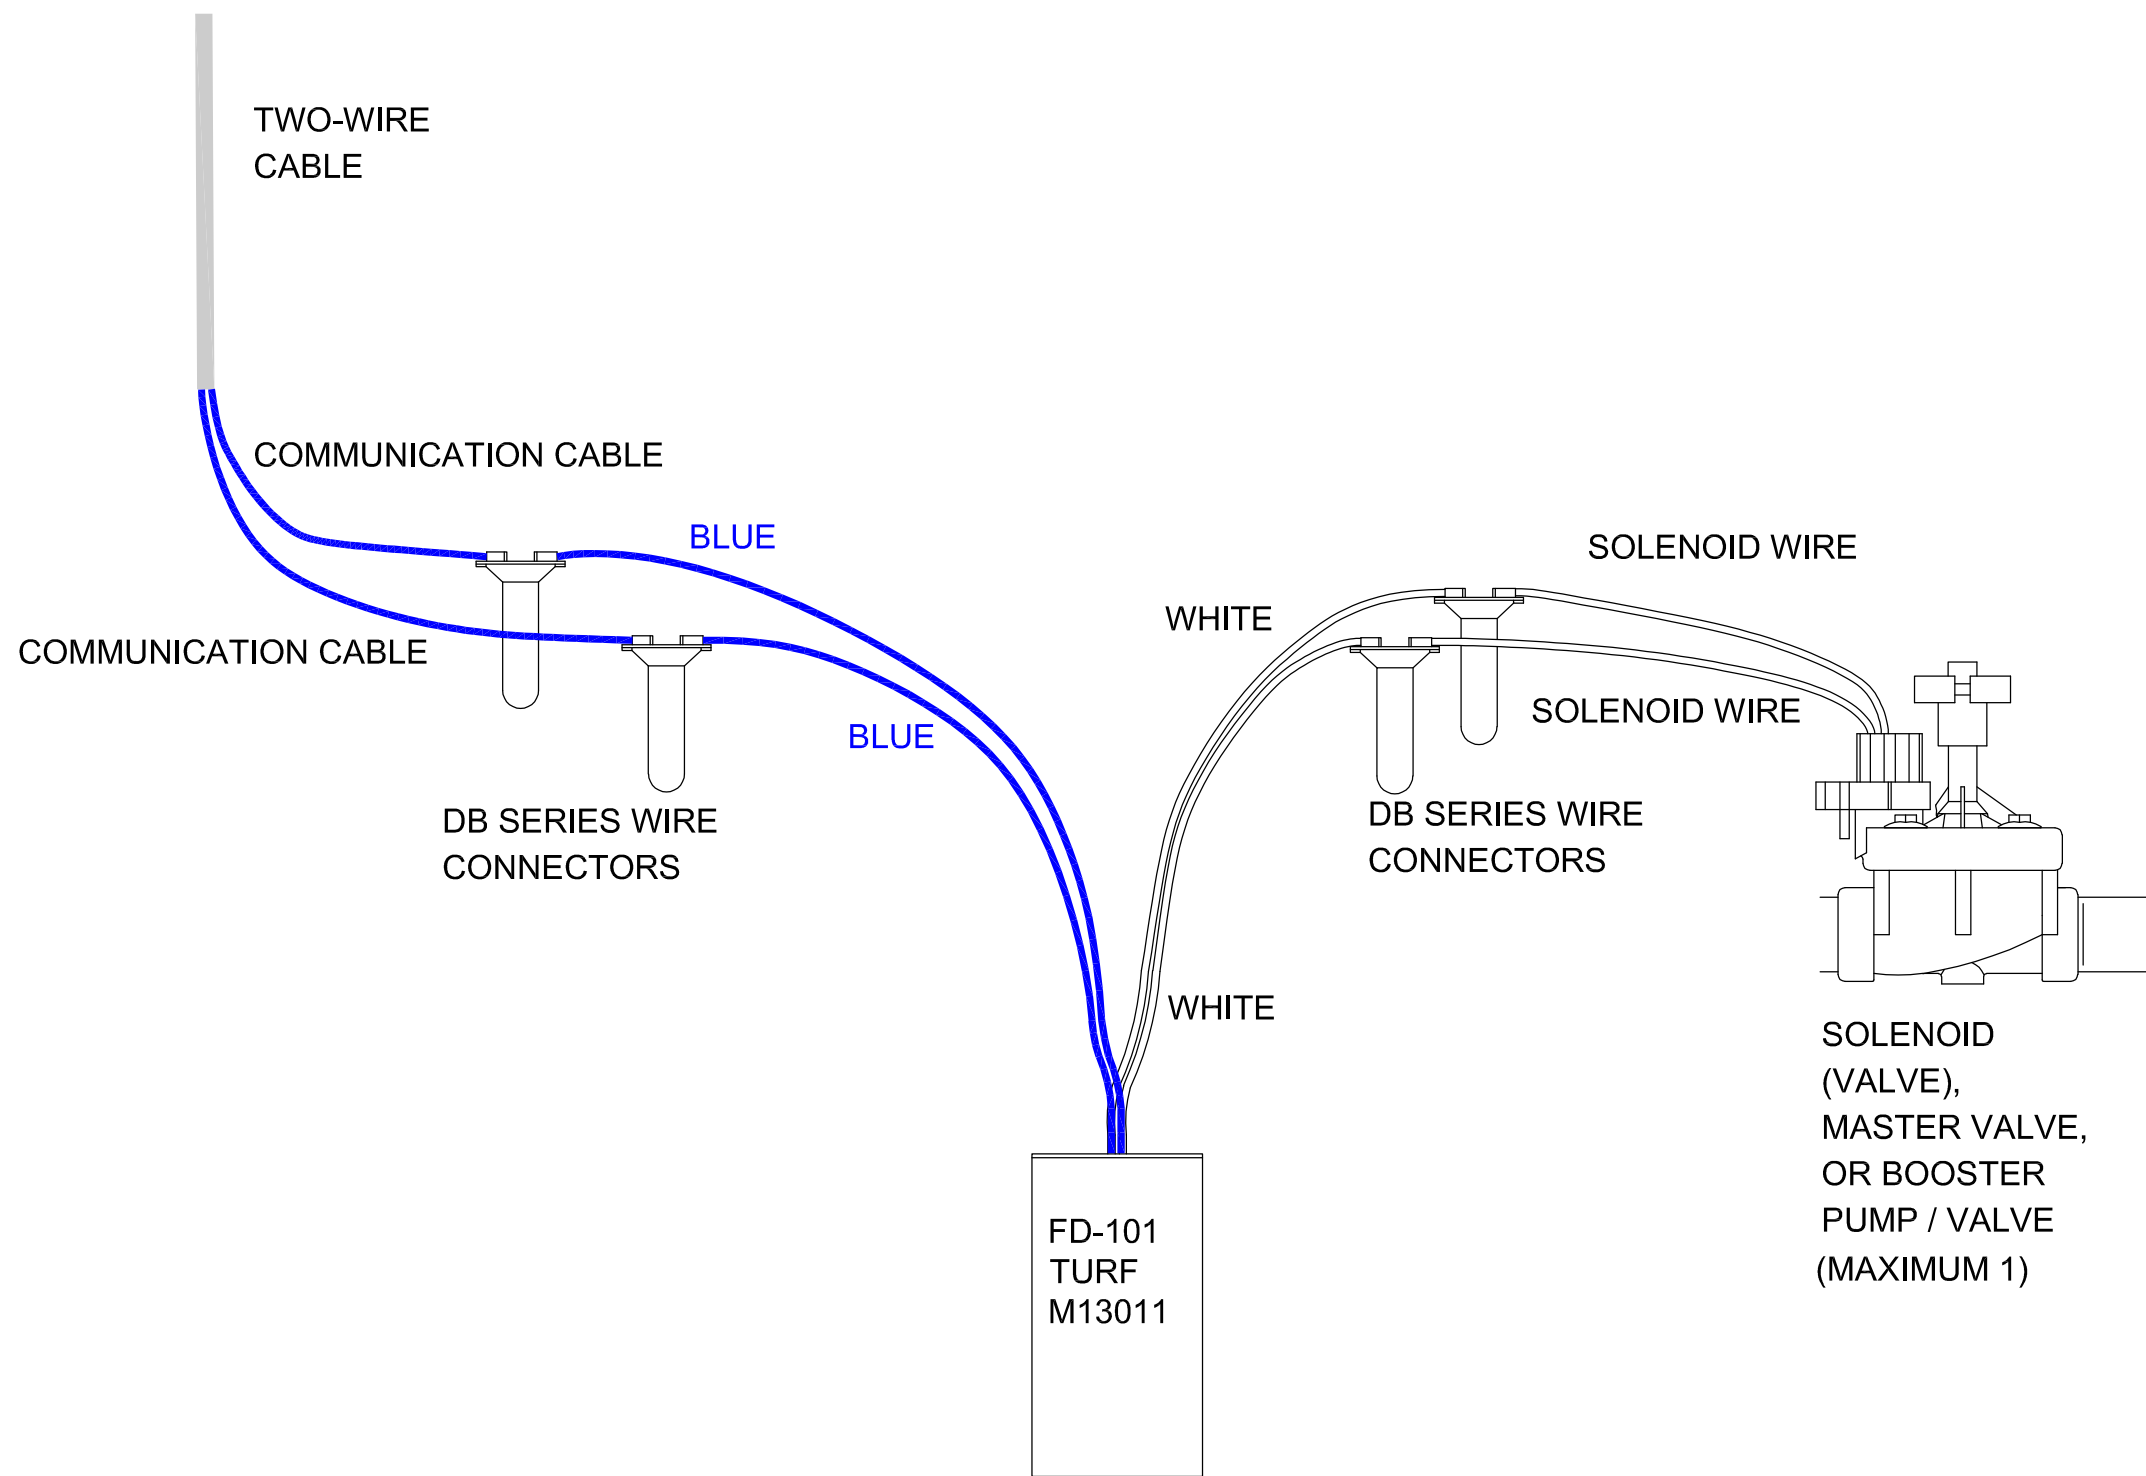 TWO-WIRE
CABLE
COMMUNICATION CABLE
BLUE
COMMUNICATION CABLE
BLUE
DB SERIES WIRE
CONNECTORS
SOLENOID WIRE
WHITE
SOLENOID WIRE
DB SERIES WIRE
CONNECTORS
WHITE
SOLENOID
(VALVE),
MASTER VALVE,
OR BOOSTER
PUMP / VALVE
(MAXIMUM 1)
FD-101
TURF
M13011